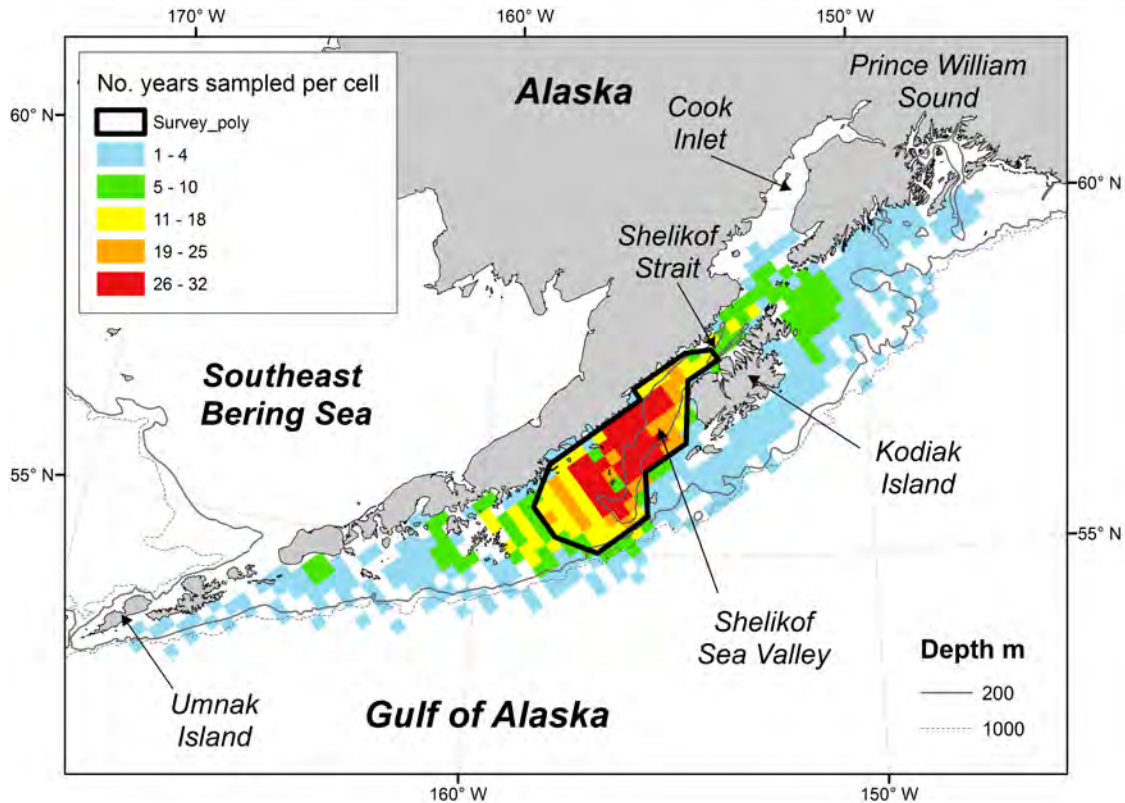 170° W
160° W
150° W
No. years sampled per cell
Survey_poly
1 - 4
5 - 10
11 - 18
19 - 25
26 - 32
Alaska
Prince William
Sound
Cook
Inlet
60° N
60° N
Shelikof
Strait
Southeast
Bering Sea
Kodiak
Island
55° N
55° N
Shelikof
Sea Valley
Depth m
200
1000
Umnak
Island
Gulf of Alaska
160° W
150° W